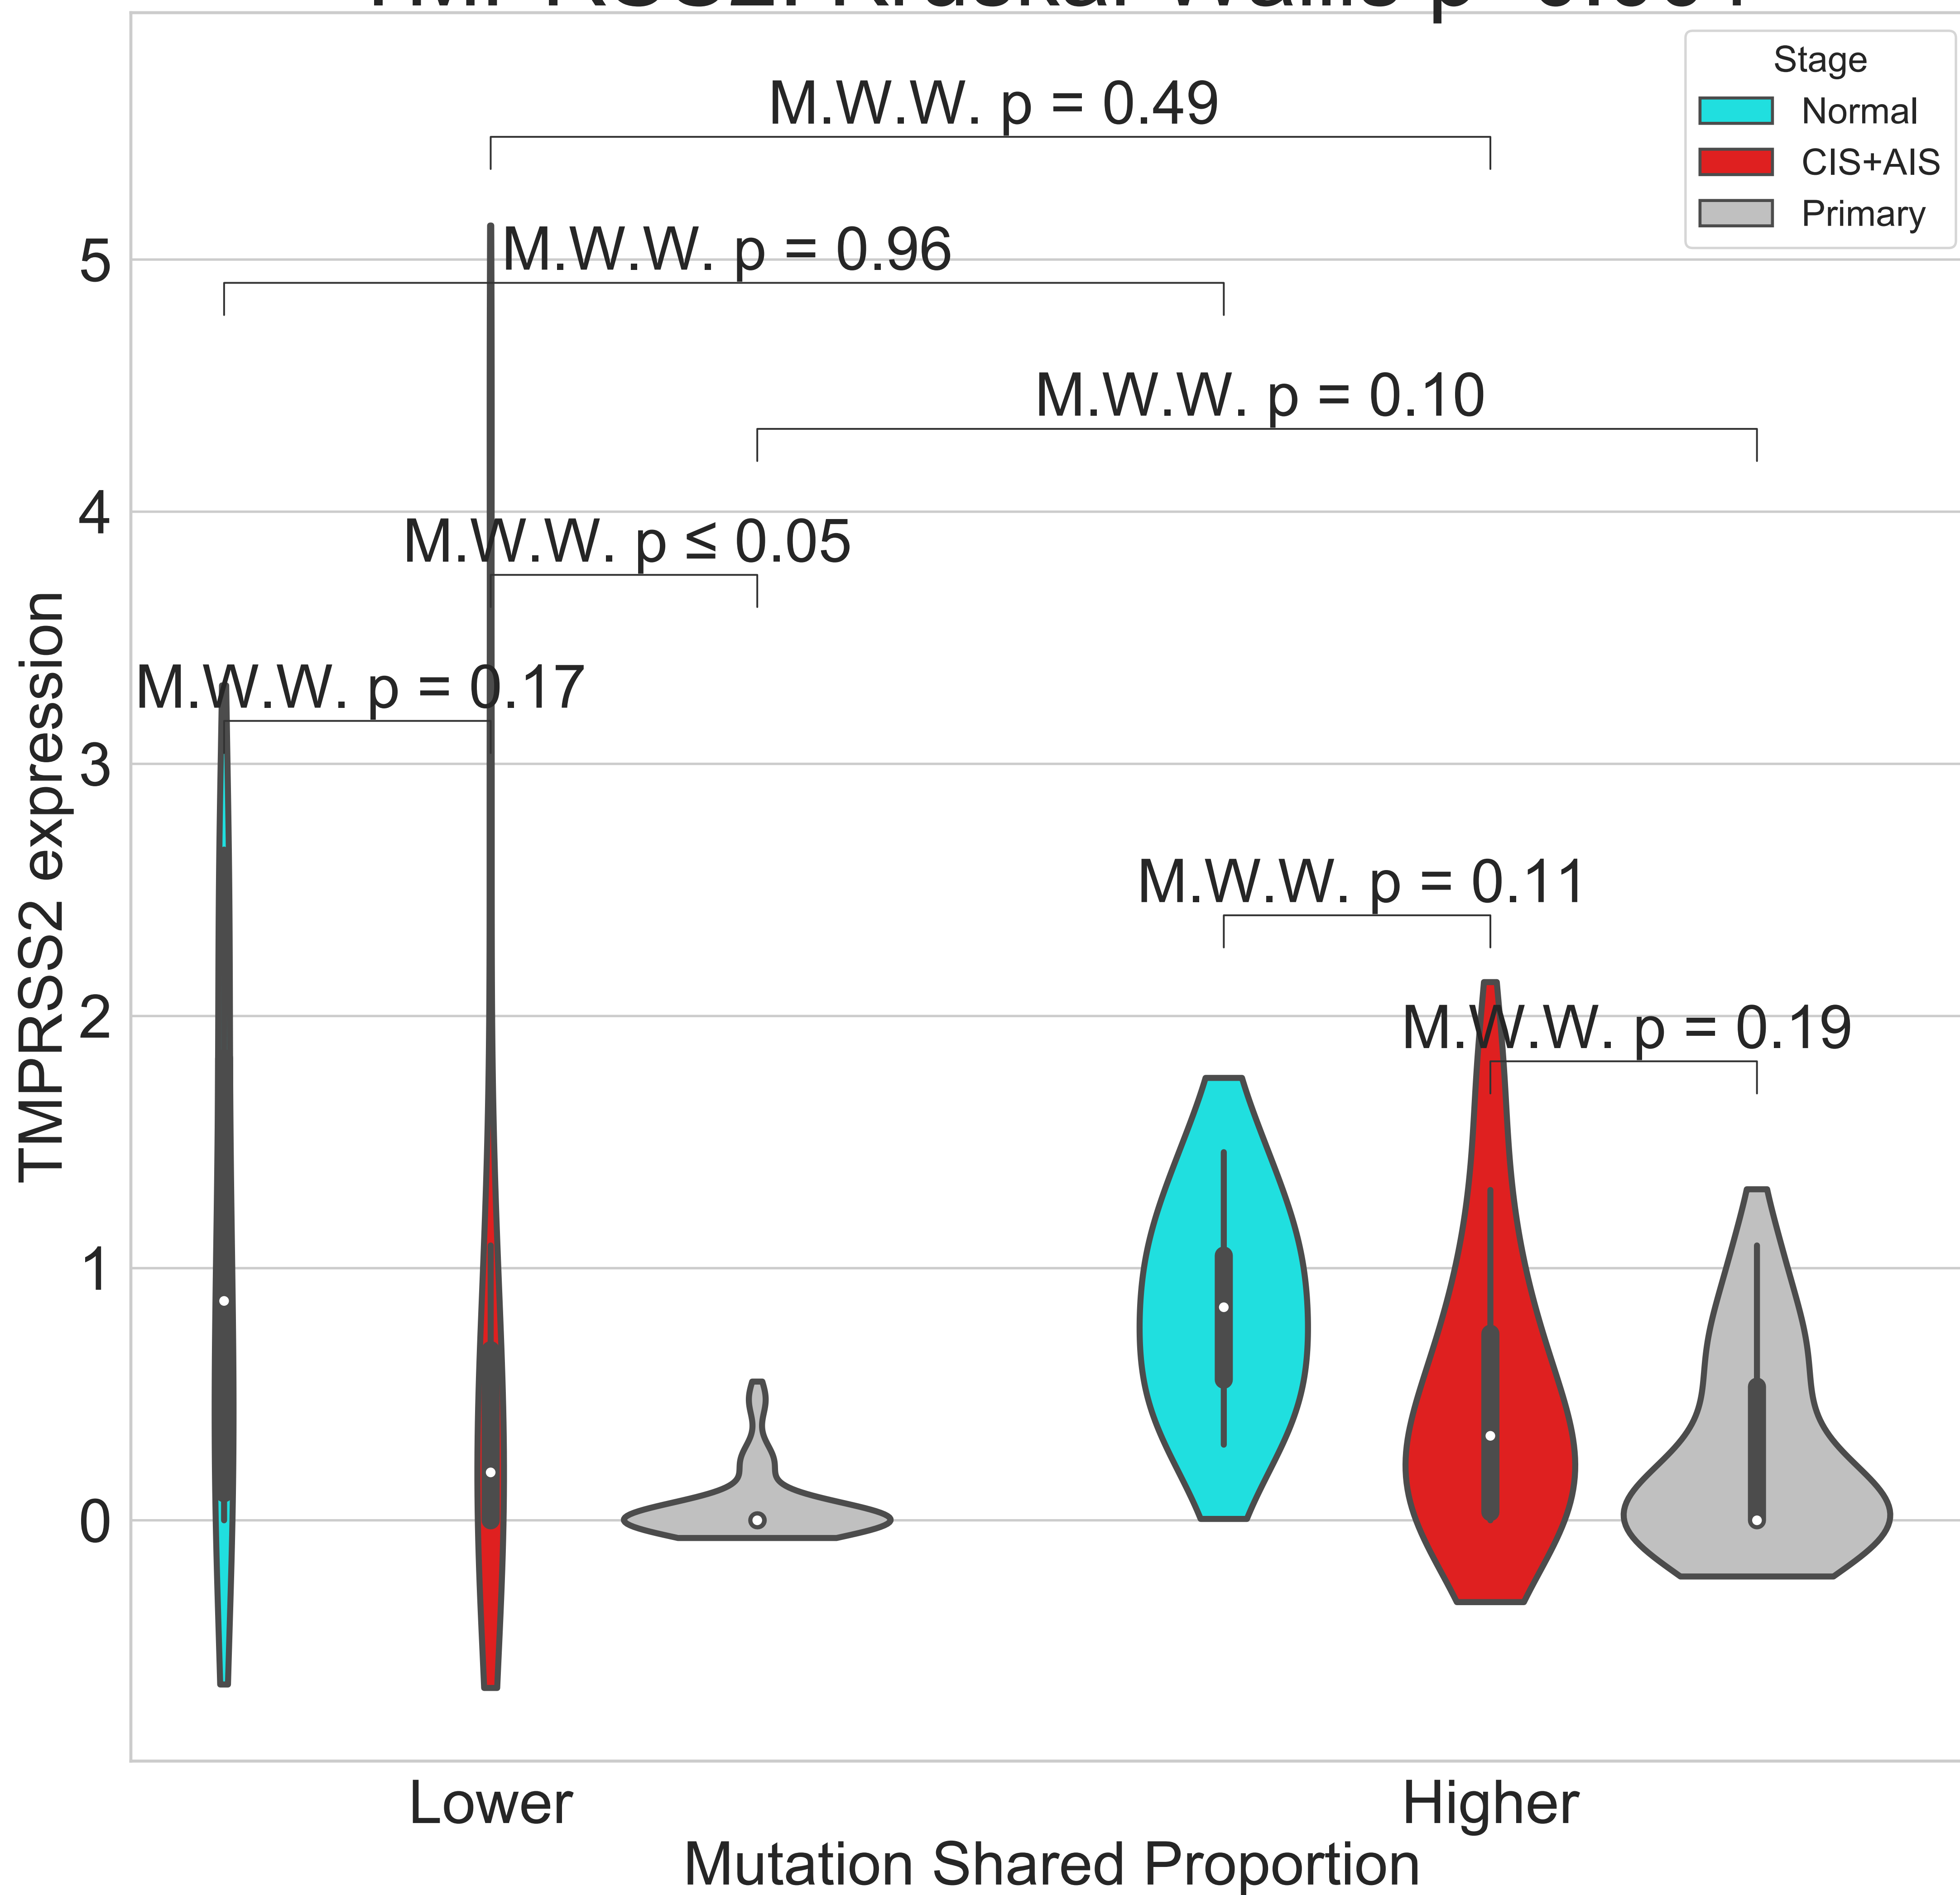 Stage
Normal
CIS+AIS
Primary
M.W.W. p = 0.49
M.W.W. p = 0.96
M.W.W. p = 0.10
M.W.W. p ≤ 0.05
M.W.W. p = 0.17
M.W.W. p = 0.11
M.W.W. p = 0.19
TMPRSS2 expression
5
4
3
2
1
0
Lower
Higher
Mutation Shared Proportion